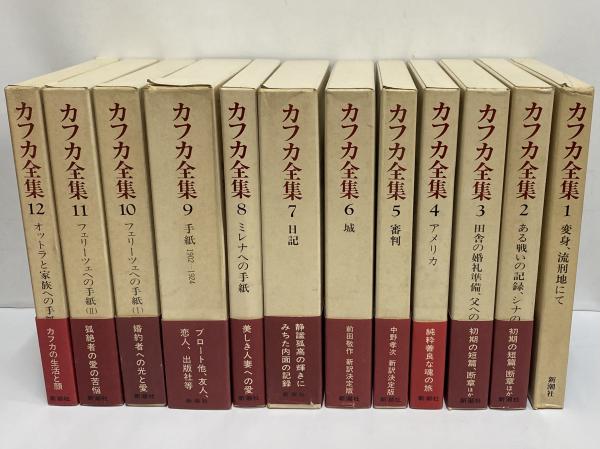 カフカ全集 12
オットラと家族への手紙
カフカの生活と顔
新潮社
カフカ全集 11
フェリーツェへの手紙(II)
孤絶者の愛の苦悩
新潮社
カフカ全集 10
フェリーツェへの手紙(I)
婚約者への光と愛
新潮社
カフカ全集 9
手紙 1902―1924
ブロート他、友人、
恋人、出版社等
新潮社
カフカ全集 8
ミレナへの手紙
美しき人妻への愛
新潮社
カフカ全集 7
日記
静謐孤高の輝きに
みちた内面の記録
新潮社
カフカ全集 6
城
前田敬作 新訳決定版
新潮社
カフカ全集 5
審判
中野孝次 新訳決定版
新潮社
カフカ全集 4
アメリカ
純粋善良な魂の旅
新潮社
カフカ全集 3
田舎の婚礼準備、父への
初期の短篇、断章ほか
新潮社
カフカ全集 2
ある戦いの記録、シナの
初期の短篇、断章ほか
新潮社
カフカ全集 1
変身、流刑地にて
新潮社